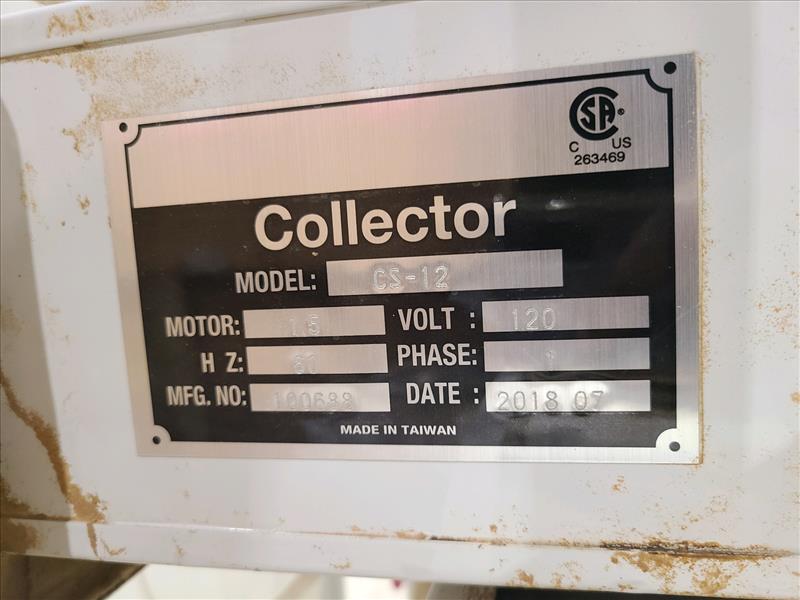 CSA ®
C US
263469
Collector
MODEL: CS-12
MOTOR: 1.5 VOLT : 120
H Z: PHASE: 1
MFG. NO: 100688 DATE : 2018 07
MADE IN TAIWAN